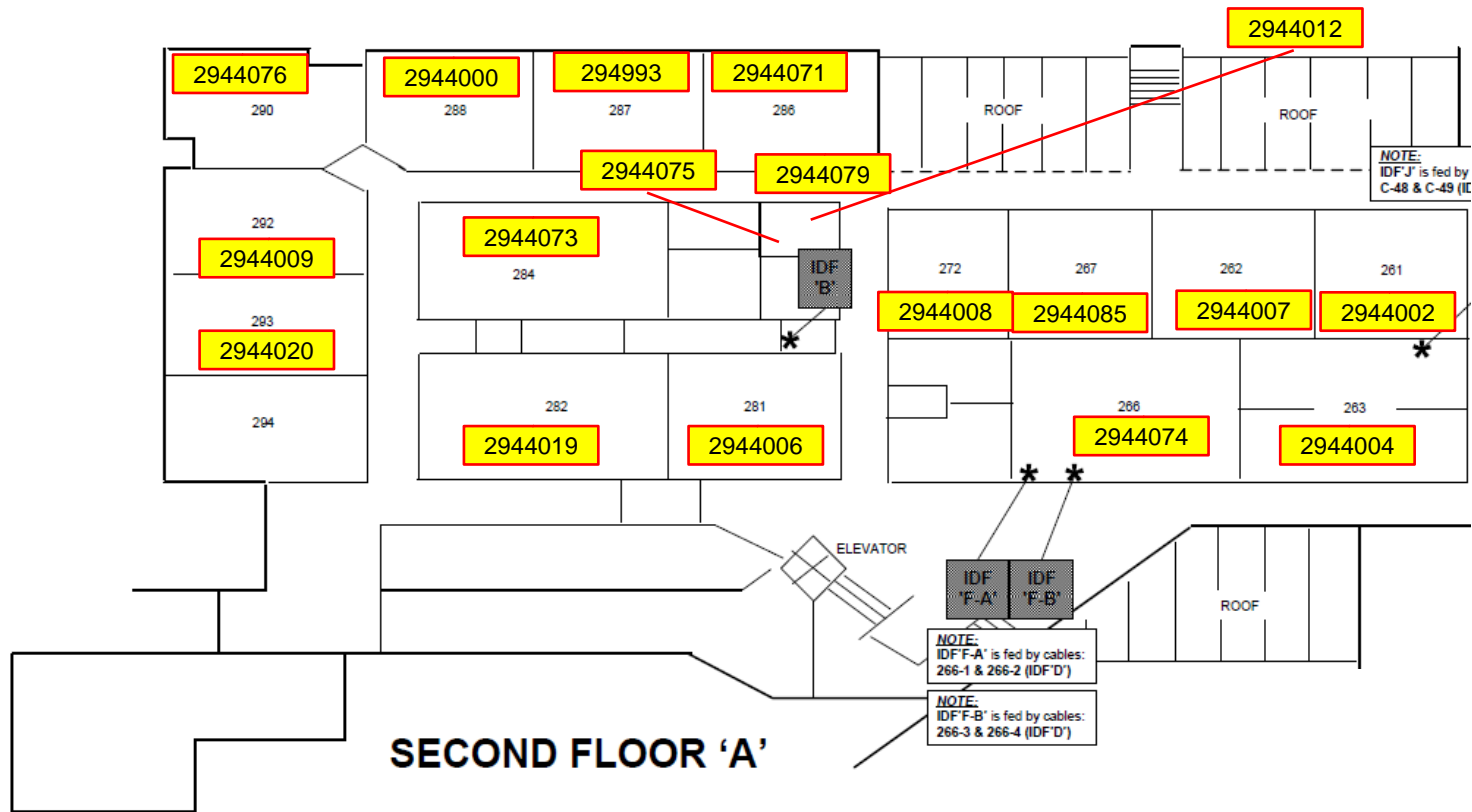 2944012
2944076
2944000
294993
2944071
290
288
287
286
ROOF
ROOF
NOTE:
IDF'J' is fed by
C-48 & C-49 (ID
2944075
2944079
292
2944009
2944073
284
IDF
'B'
272
267
262
261
2944008
2944085
2944007
2944002
293
2944020
*
*
294
282
281
266
263
2944019
2944006
2944074
2944004
*
*
ELEVATOR
IDF
'F-A'
IDF
'F-B'
ROOF
NOTE:
IDF'F-A' is fed by cables:
266-1 & 266-2 (IDF'D')
NOTE:
IDF'F-B' is fed by cables:
266-3 & 266-4 (IDF'D')
SECOND FLOOR ‘A’